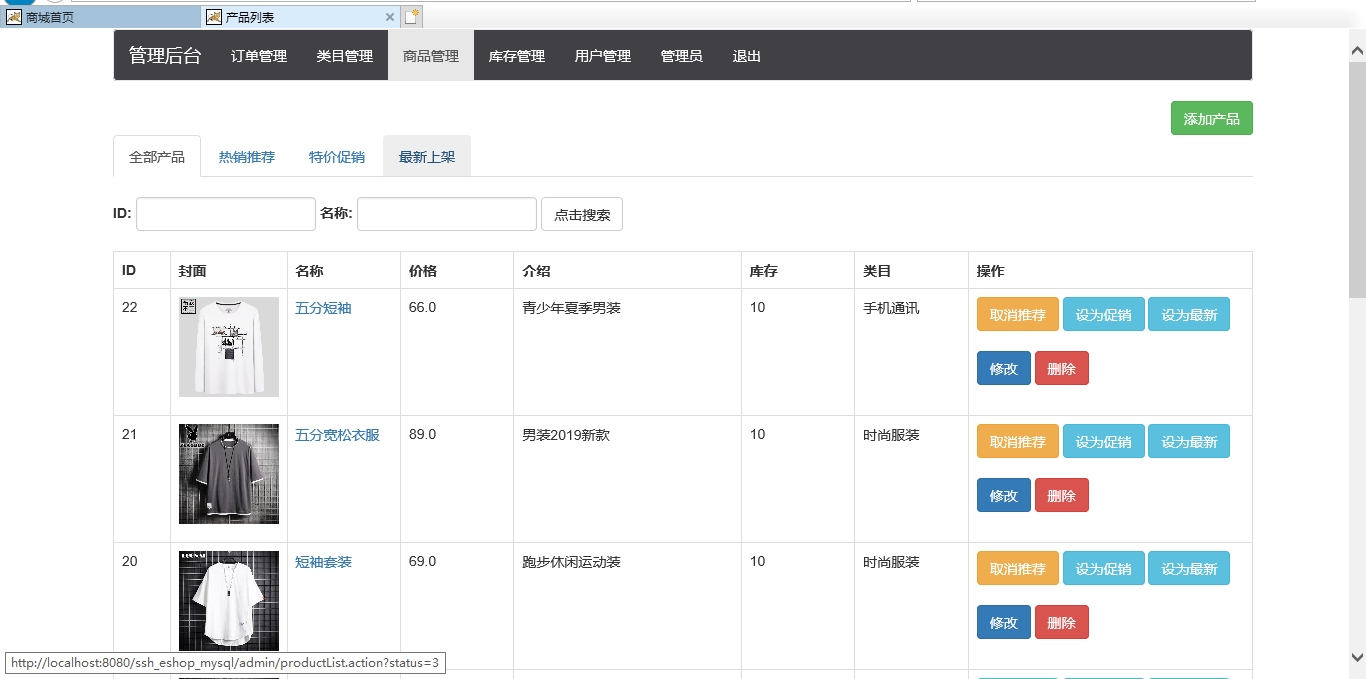 商城首页
产品列表
管理后台 订单管理 类目管理 商品管理 库存管理 用户管理 管理员 退出
添加产品
全部产品 热销推荐 特价促销 最新上架
ID: 名称: 点击搜索
ID 封面 名称 价格 介绍 库存 类目 操作
22 五分短袖 66.0 青少年夏季男装 10 手机通讯 取消推荐 设为促销 设为最新
修改 删除
21 五分宽松衣服 89.0 男装2019新款 10 时尚服装 取消推荐 设为促销 设为最新
修改 删除
20 短袖套装 69.0 跑步休闲运动装 10 时尚服装 取消推荐 设为促销 设为最新
修改 删除
http://localhost:8080/ssh_eshop_mysql/admin/productList.action?status=3